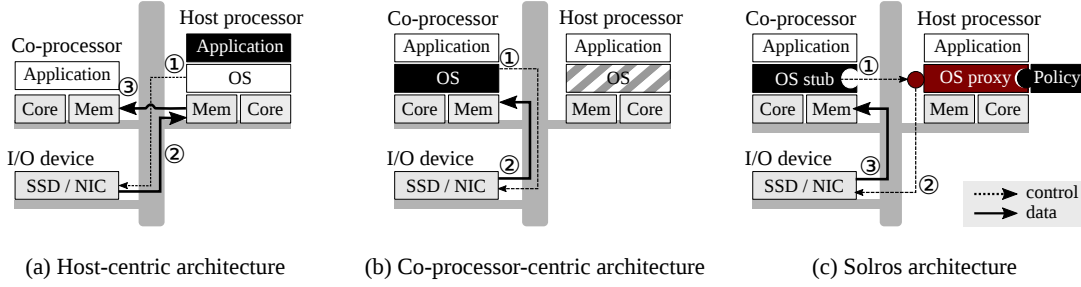 Co-processor
Application
Core
Mem
I/O device
SSD / NIC
Host processor
Application
OS
Mem
Core
①
②
③
(a) Host-centric architecture
Co-processor
Application
OS
Core
Mem
I/O device
SSD / NIC
Host processor
Application
OS
Mem
Core
①
②
(b) Co-processor-centric architecture
Co-processor
Application
OS stub
Core
Mem
I/O device
SSD / NIC
Host processor
Application
OS proxy
Policy
Mem
Core
①
②
③
control
data
(c) Solros architecture